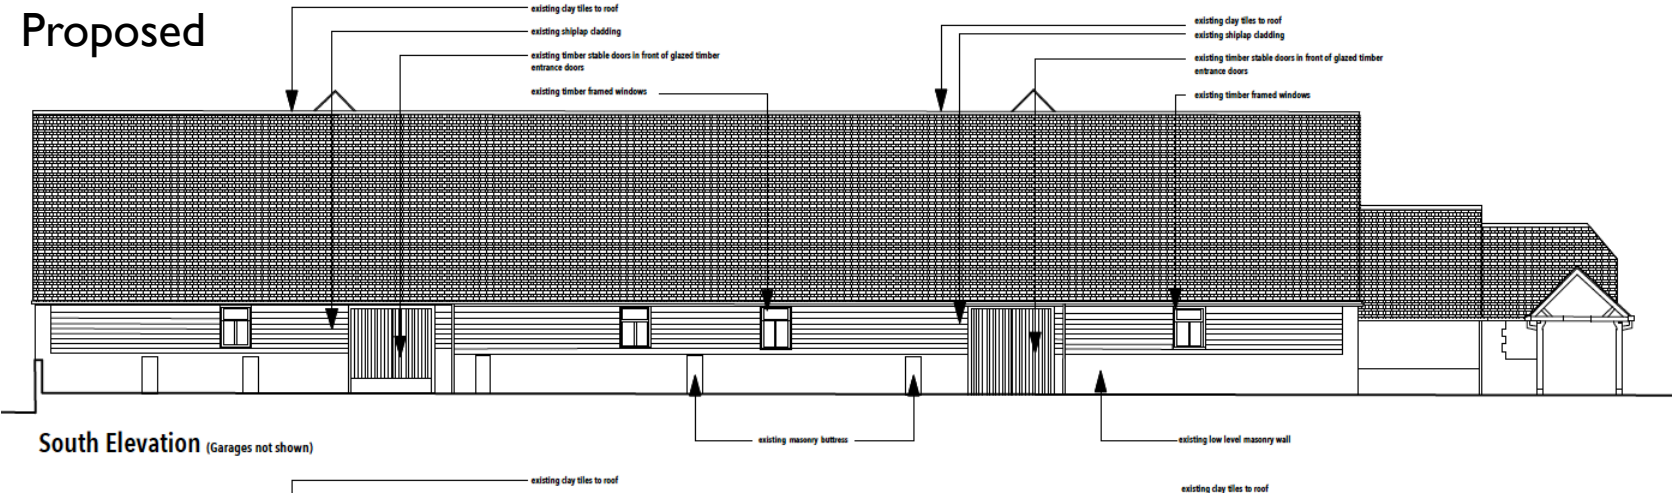 Proposed
existing clay tiles to roof
existing shiplap cladding
existing timber stable doors in front of glazed timber
entrance doors
existing timber framed windows
existing clay tiles to roof
existing shiplap cladding
existing timber stable doors in front of glazed timber
entrance doors
existing timber framed windows
existing masonry buttress
existing low level masonry wall
South Elevation (Garages not shown)
existing clay tiles to roof
existing clay tiles to roof